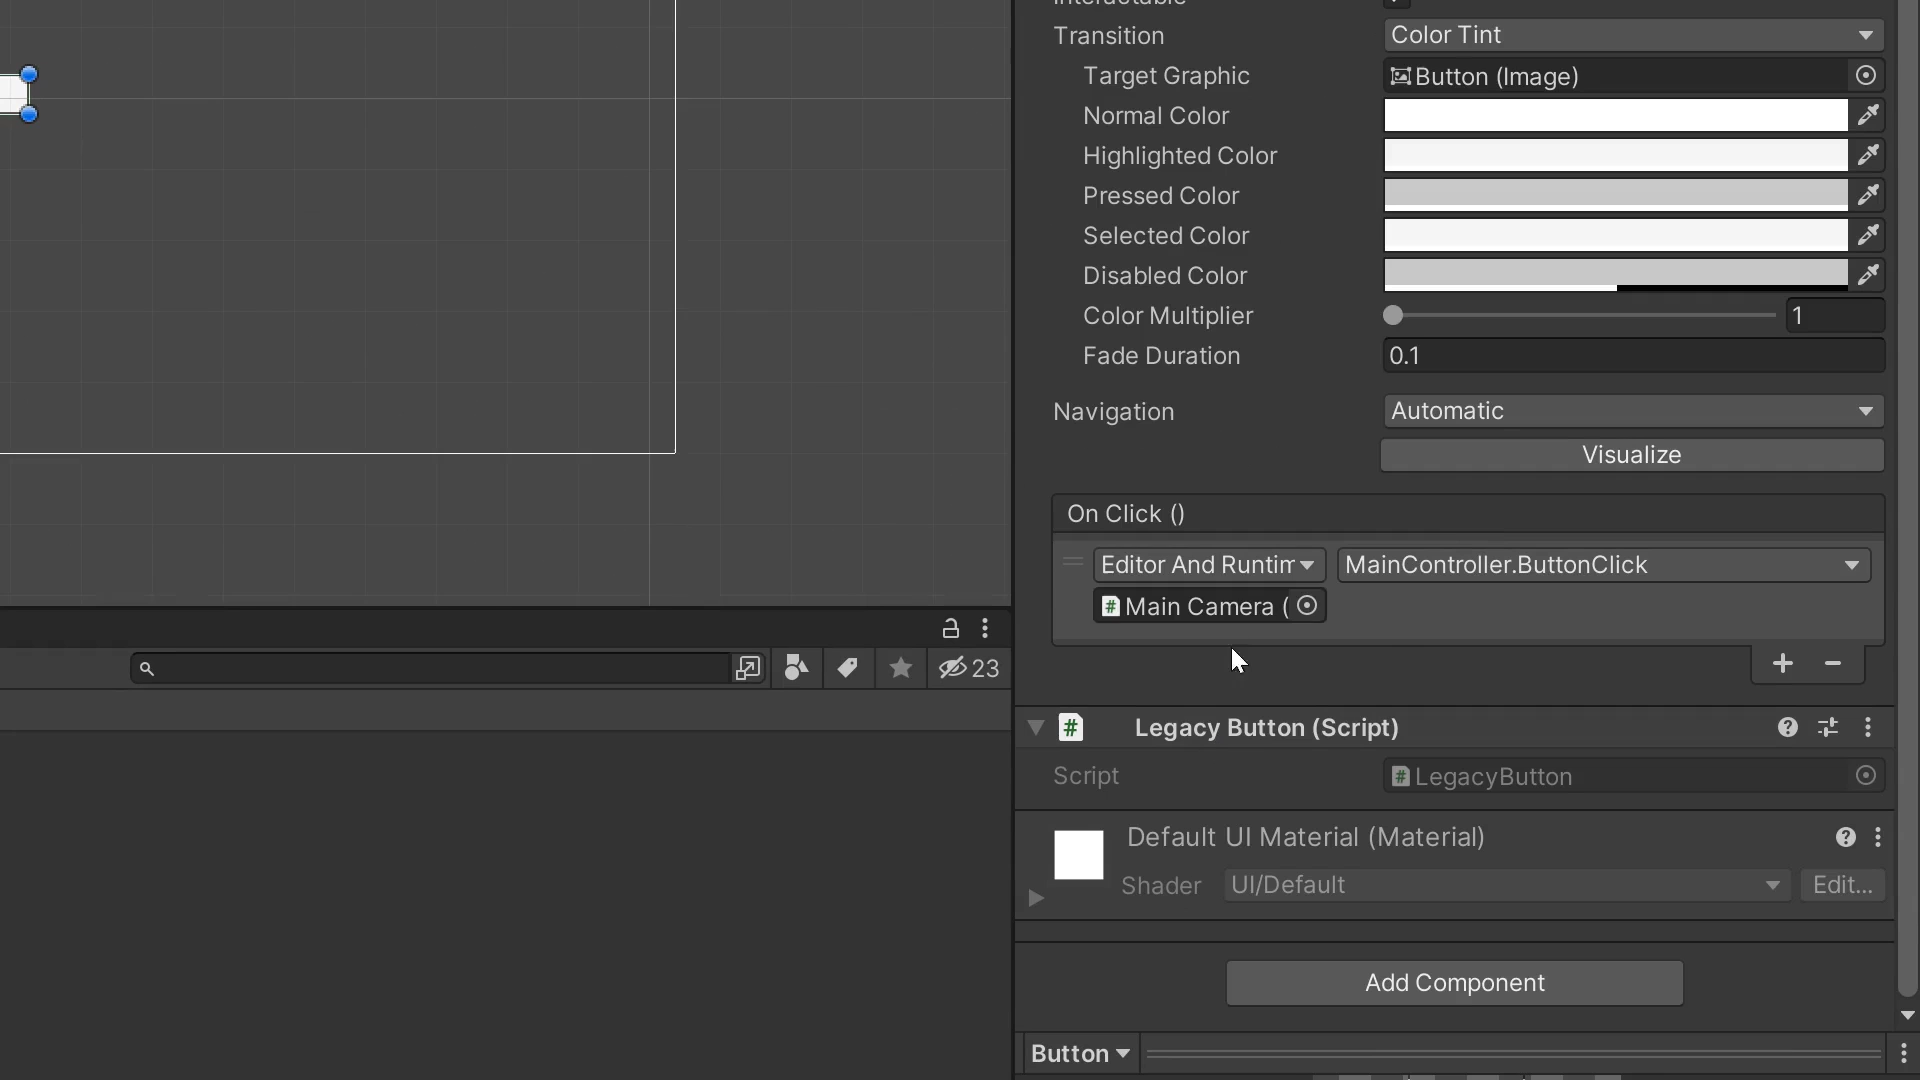 Transition
Color Tint
Target Graphic
Button (Image)
Normal Color
Highlighted Color
Pressed Color
Selected Color
Disabled Color
Color Multiplier
1
Fade Duration
0.1
Navigation
Automatic
Visualize
On Click ()
Editor And Runtim
MainController.ButtonClick
# Main Camera (
23
# Legacy Button (Script)
Script
# LegacyButton
Default UI Material (Material)
Shader
UI/Default
Edit...
Add Component
Button